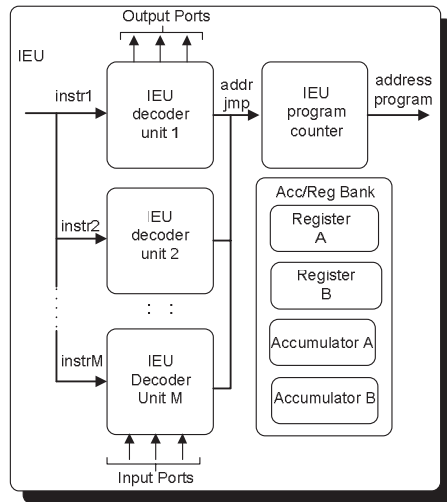 Output Ports
IEU
instr1
IEU
decoder
unit 1
addr
jmp
IEU
program
counter
address
program
instr2
IEU
decoder
unit 2
Acc/Reg Bank
Register
A
Register
B
instrM
IEU
Decoder
Unit M
Accumulator A
Accumulator B
Input Ports